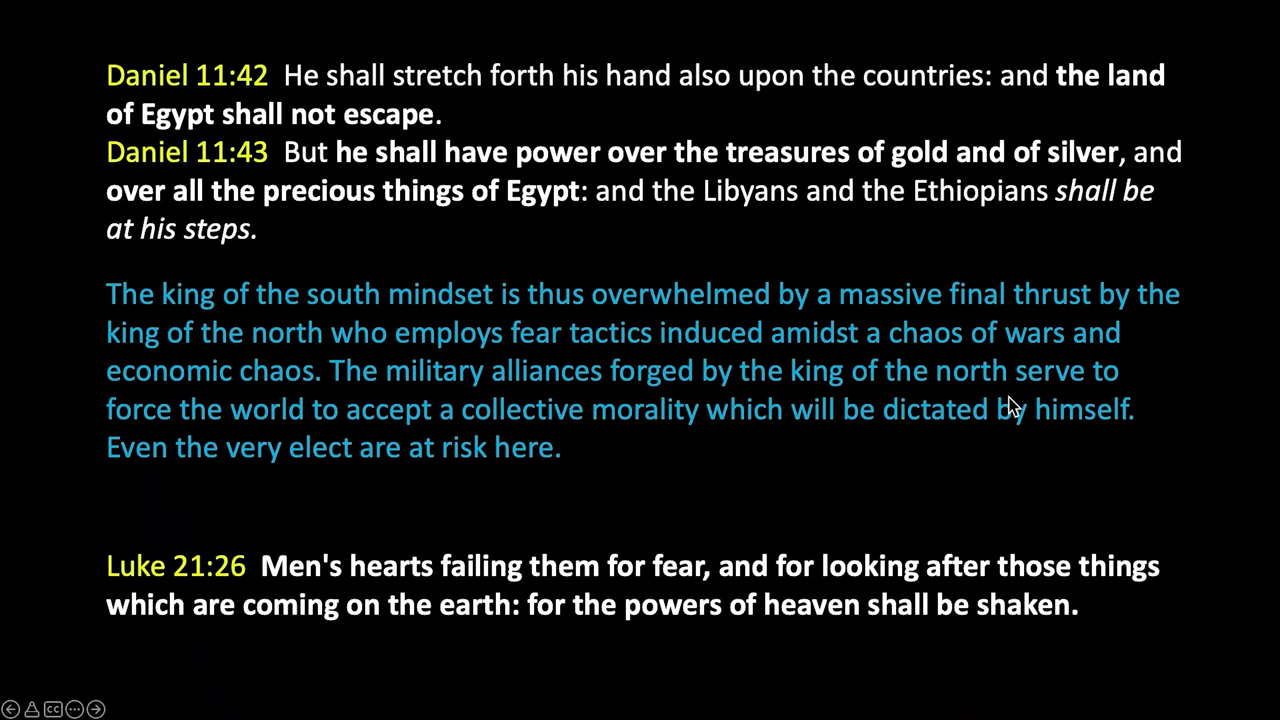 Daniel 11:42  He shall stretch forth his hand also upon the countries: and the land
of Egypt shall not escape.
Daniel 11:43  But he shall have power over the treasures of gold and of silver, and
over all the precious things of Egypt: and the Libyans and the Ethiopians shall be
at his steps.
The king of the south mindset is thus overwhelmed by a massive final thrust by the
king of the north who employs fear tactics induced amidst a chaos of wars and
economic chaos. The military alliances forged by the king of the north serve to
force the world to accept a collective morality which will be dictated by himself.
Even the very elect are at risk here.
Luke 21:26  Men's hearts failing them for fear, and for looking after those things
which are coming on the earth: for the powers of heaven shall be shaken.
CC